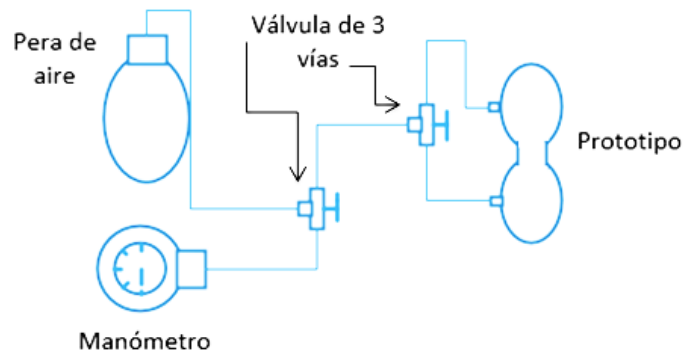 Pera de
aire
Válvula de 3
vías
Prototipo
Manómetro